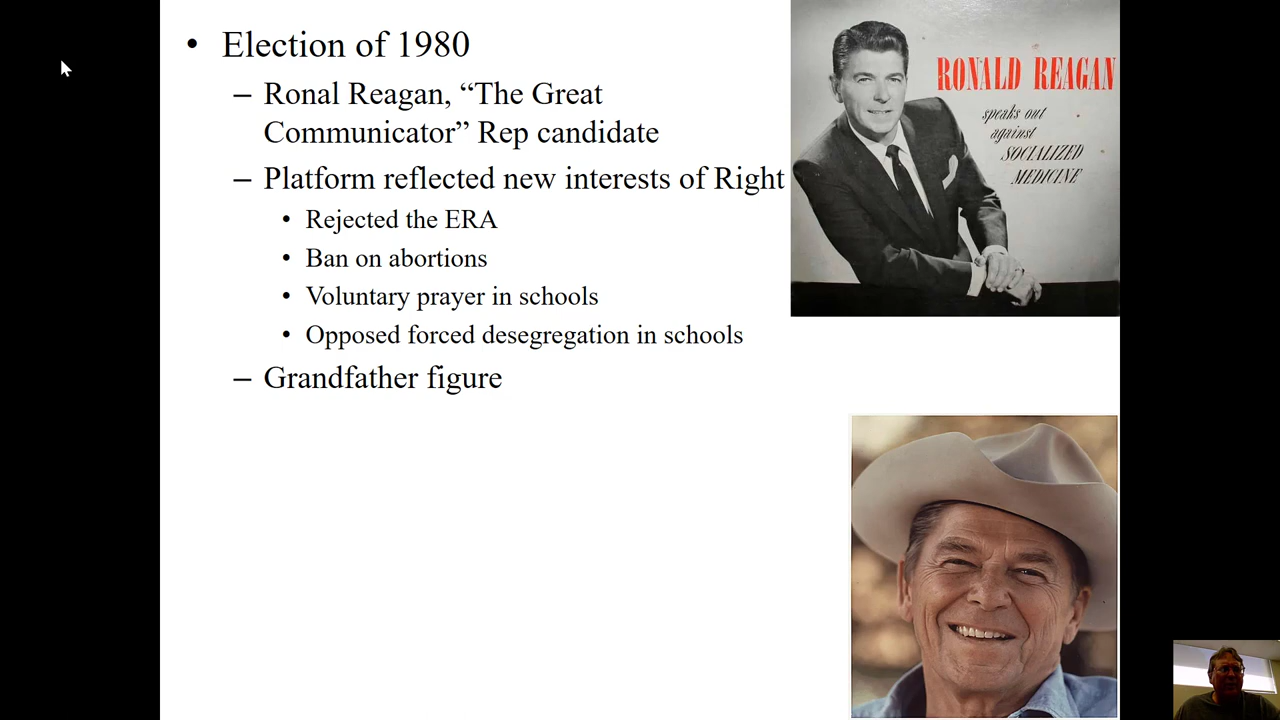 • Election of 1980
– Ronal Reagan, “The Great
Communicator” Rep candidate
– Platform reflected new interests of Right
• Rejected the ERA
• Ban on abortions
• Voluntary prayer in schools
• Opposed forced desegregation in schools
– Grandfather figure
RONALD REAGAN
speaks out
against
SOCIALIZED
MEDICINE